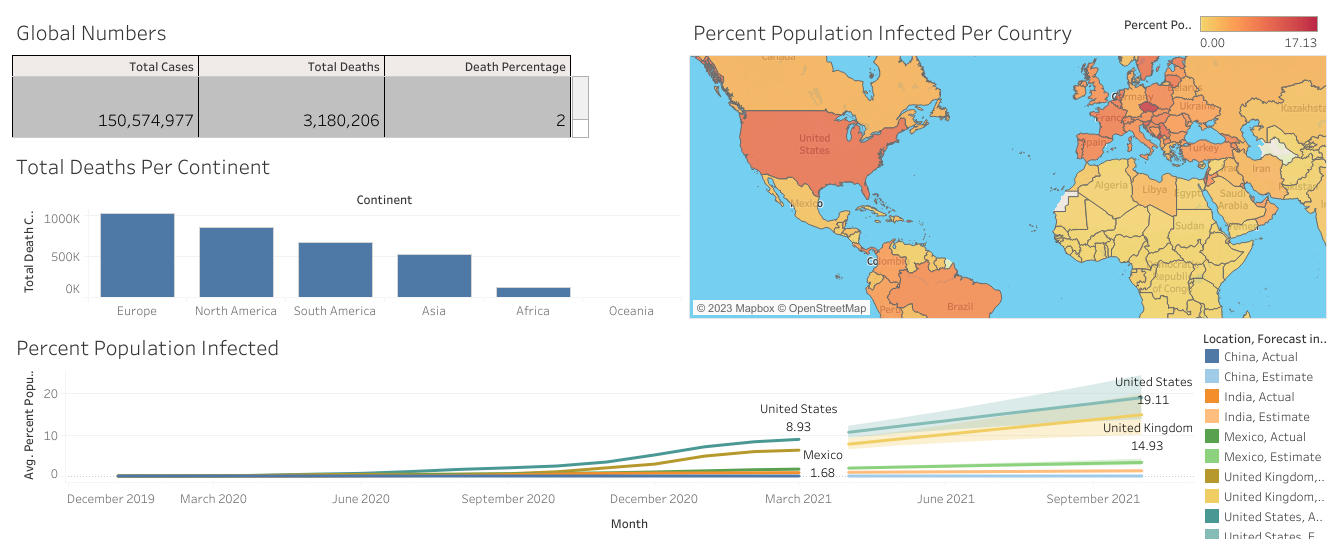 Global Numbers
Total Cases
Total Deaths
Death Percentage
150,574,977
3,180,206
2
Total Deaths Per Continent
Continent
Total Death C..
1000K
500K
0K
Europe
North America
South America
Asia
Africa
Oceania
Percent Population Infected Per Country
Percent Po..
0.00
17.13
Canada
United
States
Mexico
Colombia
Peru
Brazil
Germany
Belarus
Ukraine
France
Spain
Turkey
Kazakhsta
Iraq
Iran
Pakistan
Algeria
Libya
Egypt
Saudi
Arabia
Yemen
Sudan
Democratic
Republic
of Congo
© 2023 Mapbox © OpenStreetMap
Percent Population Infected
Avg. Percent Popu..
20
10
0
United States
8.93
Mexico
1.68
United States
19.11
United Kingdom
14.93
December 2019
March 2020
June 2020
September 2020
December 2020
March 2021
June 2021
September 2021
Month
Location, Forecast in..
China, Actual
China, Estimate
India, Actual
India, Estimate
Mexico, Actual
Mexico, Estimate
United Kingdom,..
United Kingdom,..
United States, A..
United States, E..